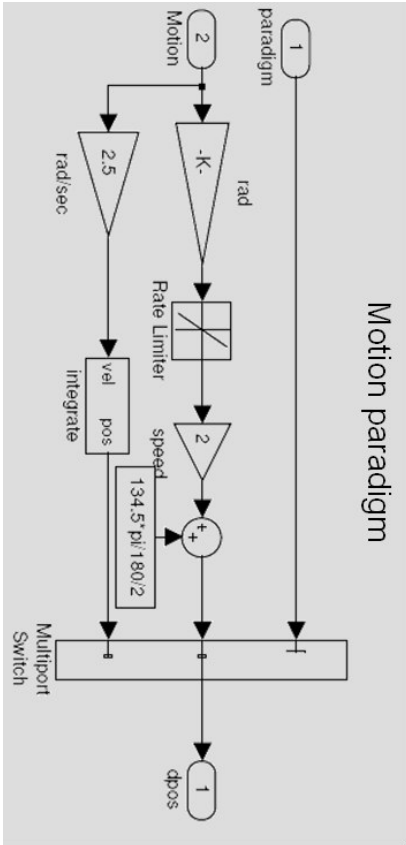 Motion paradigm
1
paradigm
2
Motion
-K-
rad
Rate Limiter
2
speed
134.5*pi/180/2
+
+
2.5
rad/sec
vel pos
integrate
Multiport
Switch
1
dpos